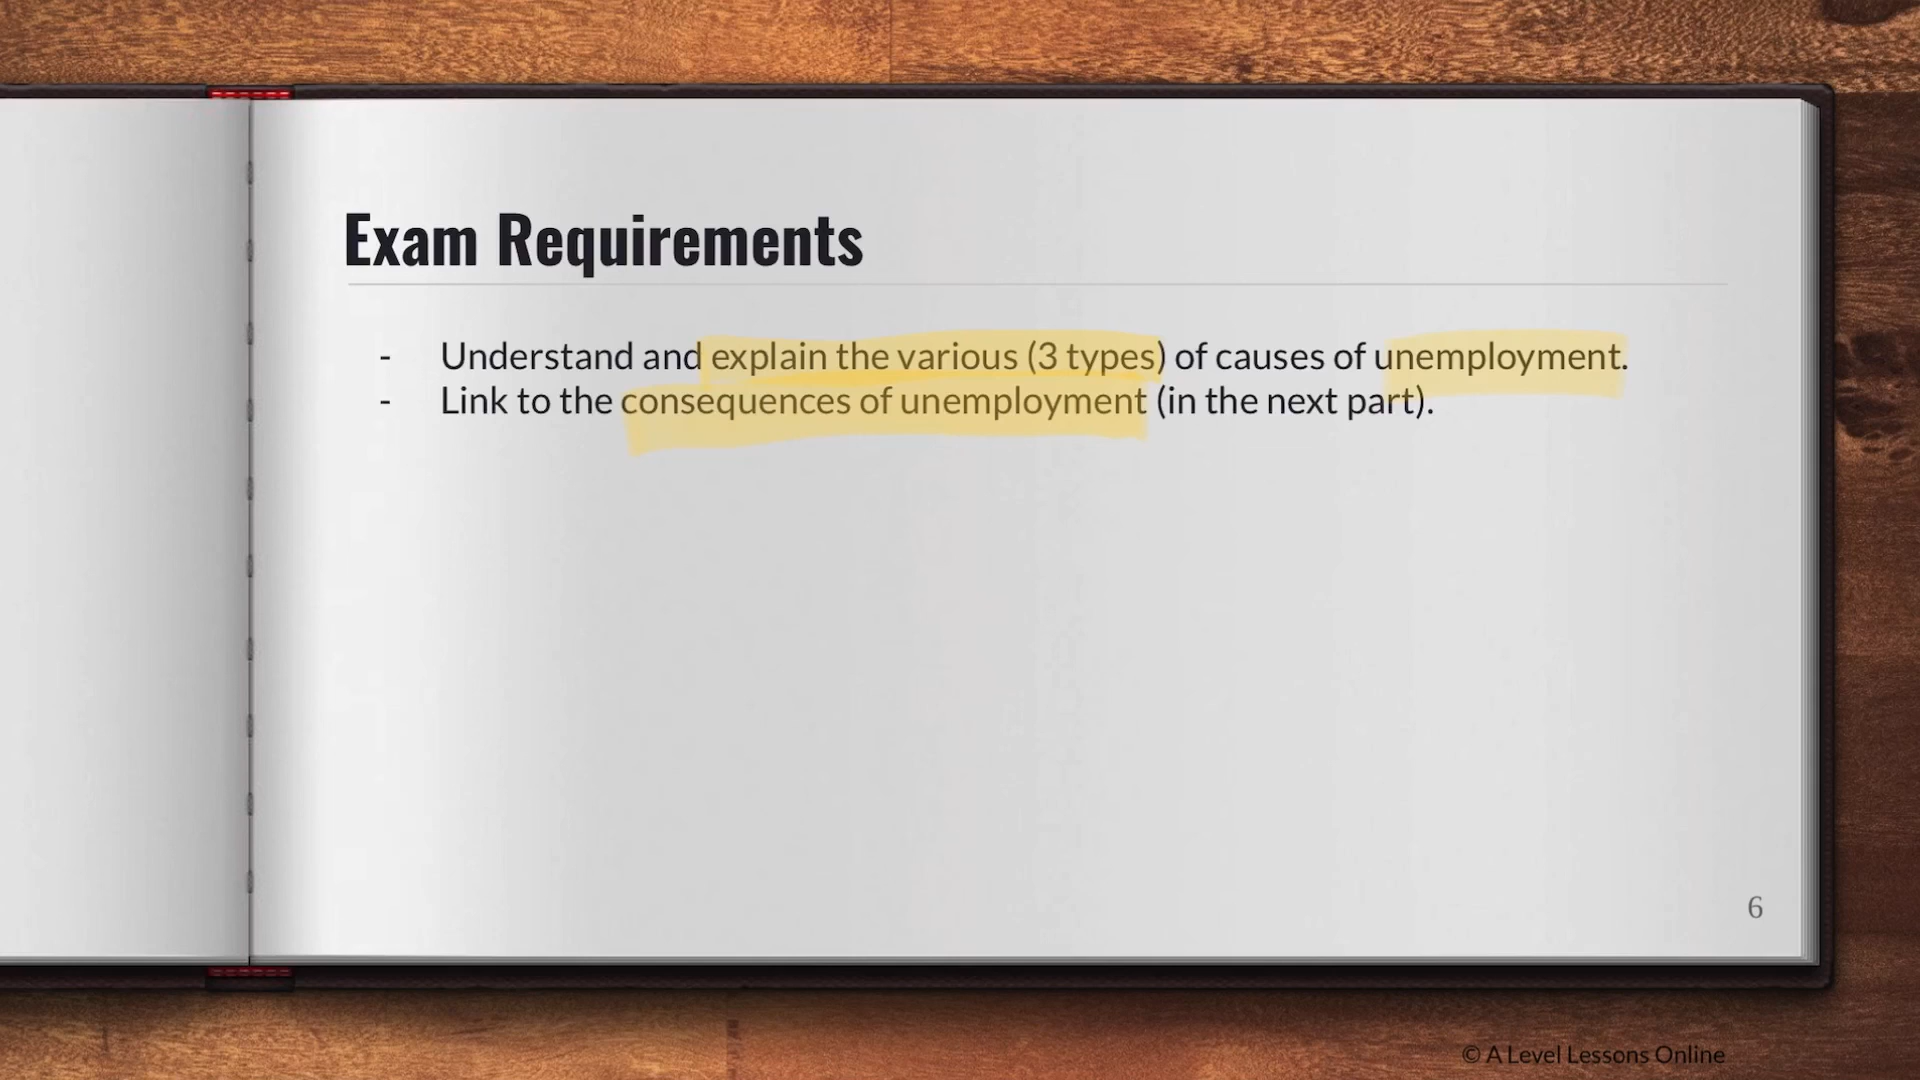 Exam Requirements
- Understand and explain the various (3 types) of causes of unemployment.
- Link to the consequences of unemployment (in the next part).
6
© A Level Lessons Online